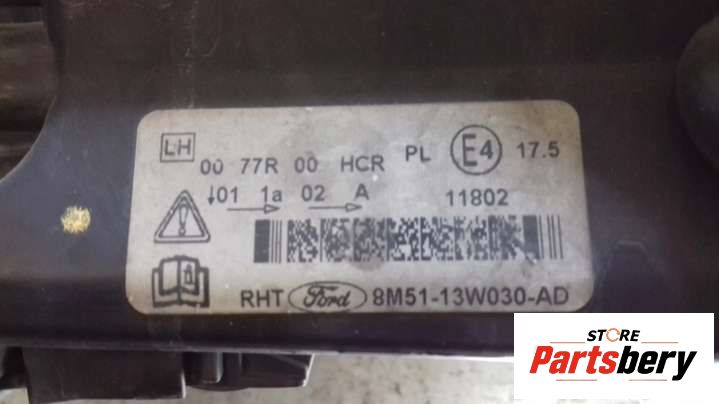 LH
00 77R 00 HCR PL E4 17.5
↓01 1a 02 A 11802
RHT Ford 8M51-13W030-AD
STORE
Partsbery